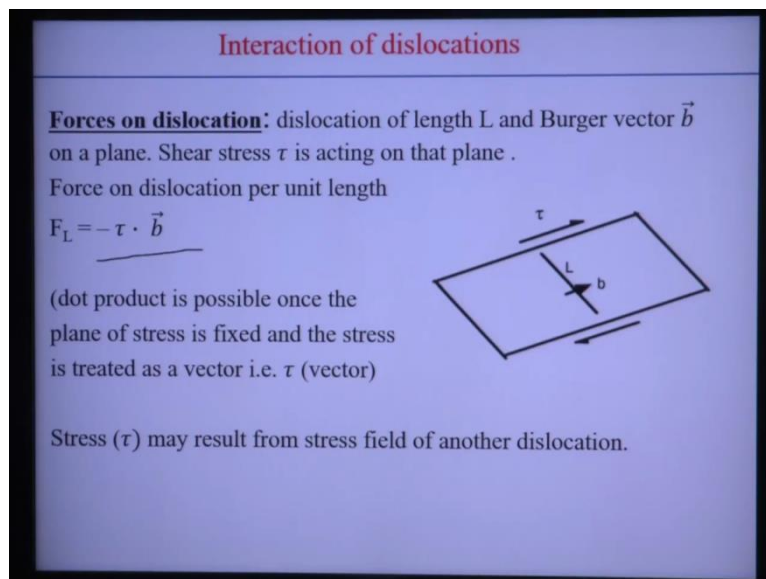 Interaction of dislocations
Forces on dislocation: dislocation of length L and Burger vector b⃗
on a plane. Shear stress τ is acting on that plane .
Force on dislocation per unit length
F_L = − τ · b⃗
τ
L
b
(dot product is possible once the
plane of stress is fixed and the stress
is treated as a vector i.e. τ (vector)
Stress (τ) may result from stress field of another dislocation.